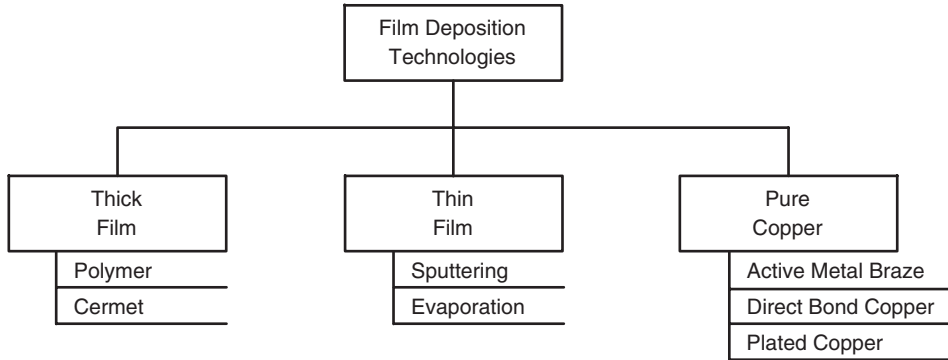 Film Deposition
Technologies
Thick
Film
Polymer
Cermet
Thin
Film
Sputtering
Evaporation
Pure
Copper
Active Metal Braze
Direct Bond Copper
Plated Copper